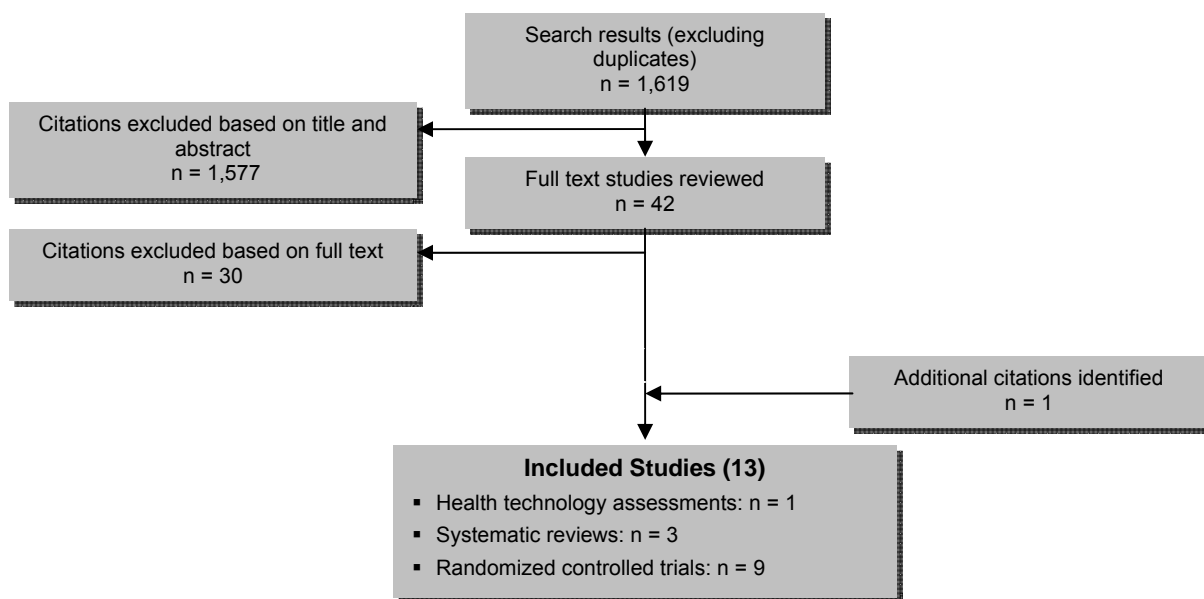 Search results (excluding
duplicates)
n = 1,619
Citations excluded based on title and
abstract
n = 1,577
Full text studies reviewed
n = 42
Citations excluded based on full text
n = 30
Additional citations identified
n = 1
Included Studies (13)
▪ Health technology assessments: n = 1
▪ Systematic reviews: n = 3
▪ Randomized controlled trials: n = 9